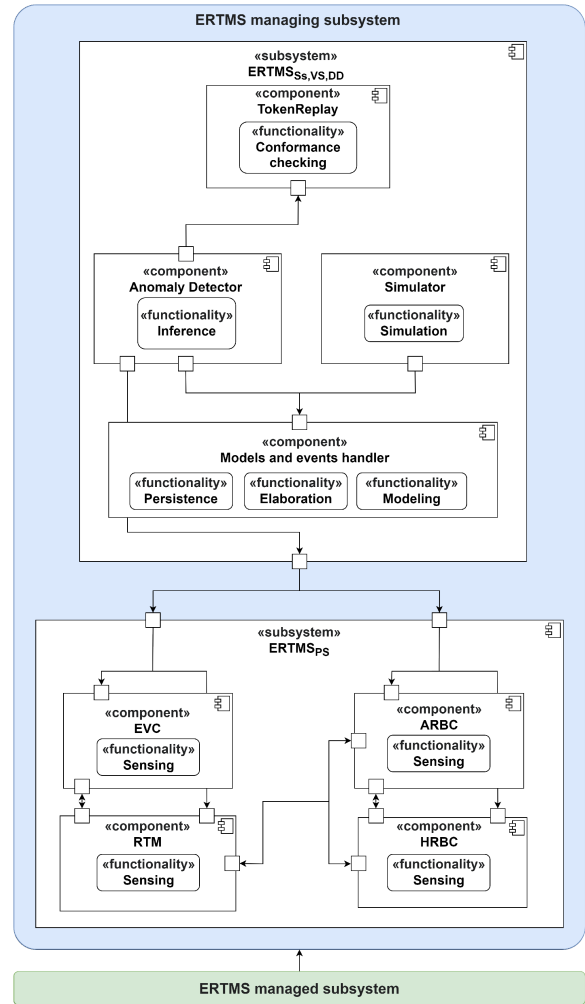 ERTMS managing subsystem
«subsystem»
ERTMSSs,VS,DD
«component»
TokenReplay
«functionality»
Conformance
checking
«component»
Anomaly Detector
«functionality»
Inference
«component»
Simulator
«functionality»
Simulation
«component»
Models and events handler
«functionality»
Persistence
«functionality»
Elaboration
«functionality»
Modeling
«subsystem»
ERTMSPS
«component»
EVC
«functionality»
Sensing
«component»
ARBC
«functionality»
Sensing
«component»
RTM
«functionality»
Sensing
«component»
HRBC
«functionality»
Sensing
ERTMS managed subsystem